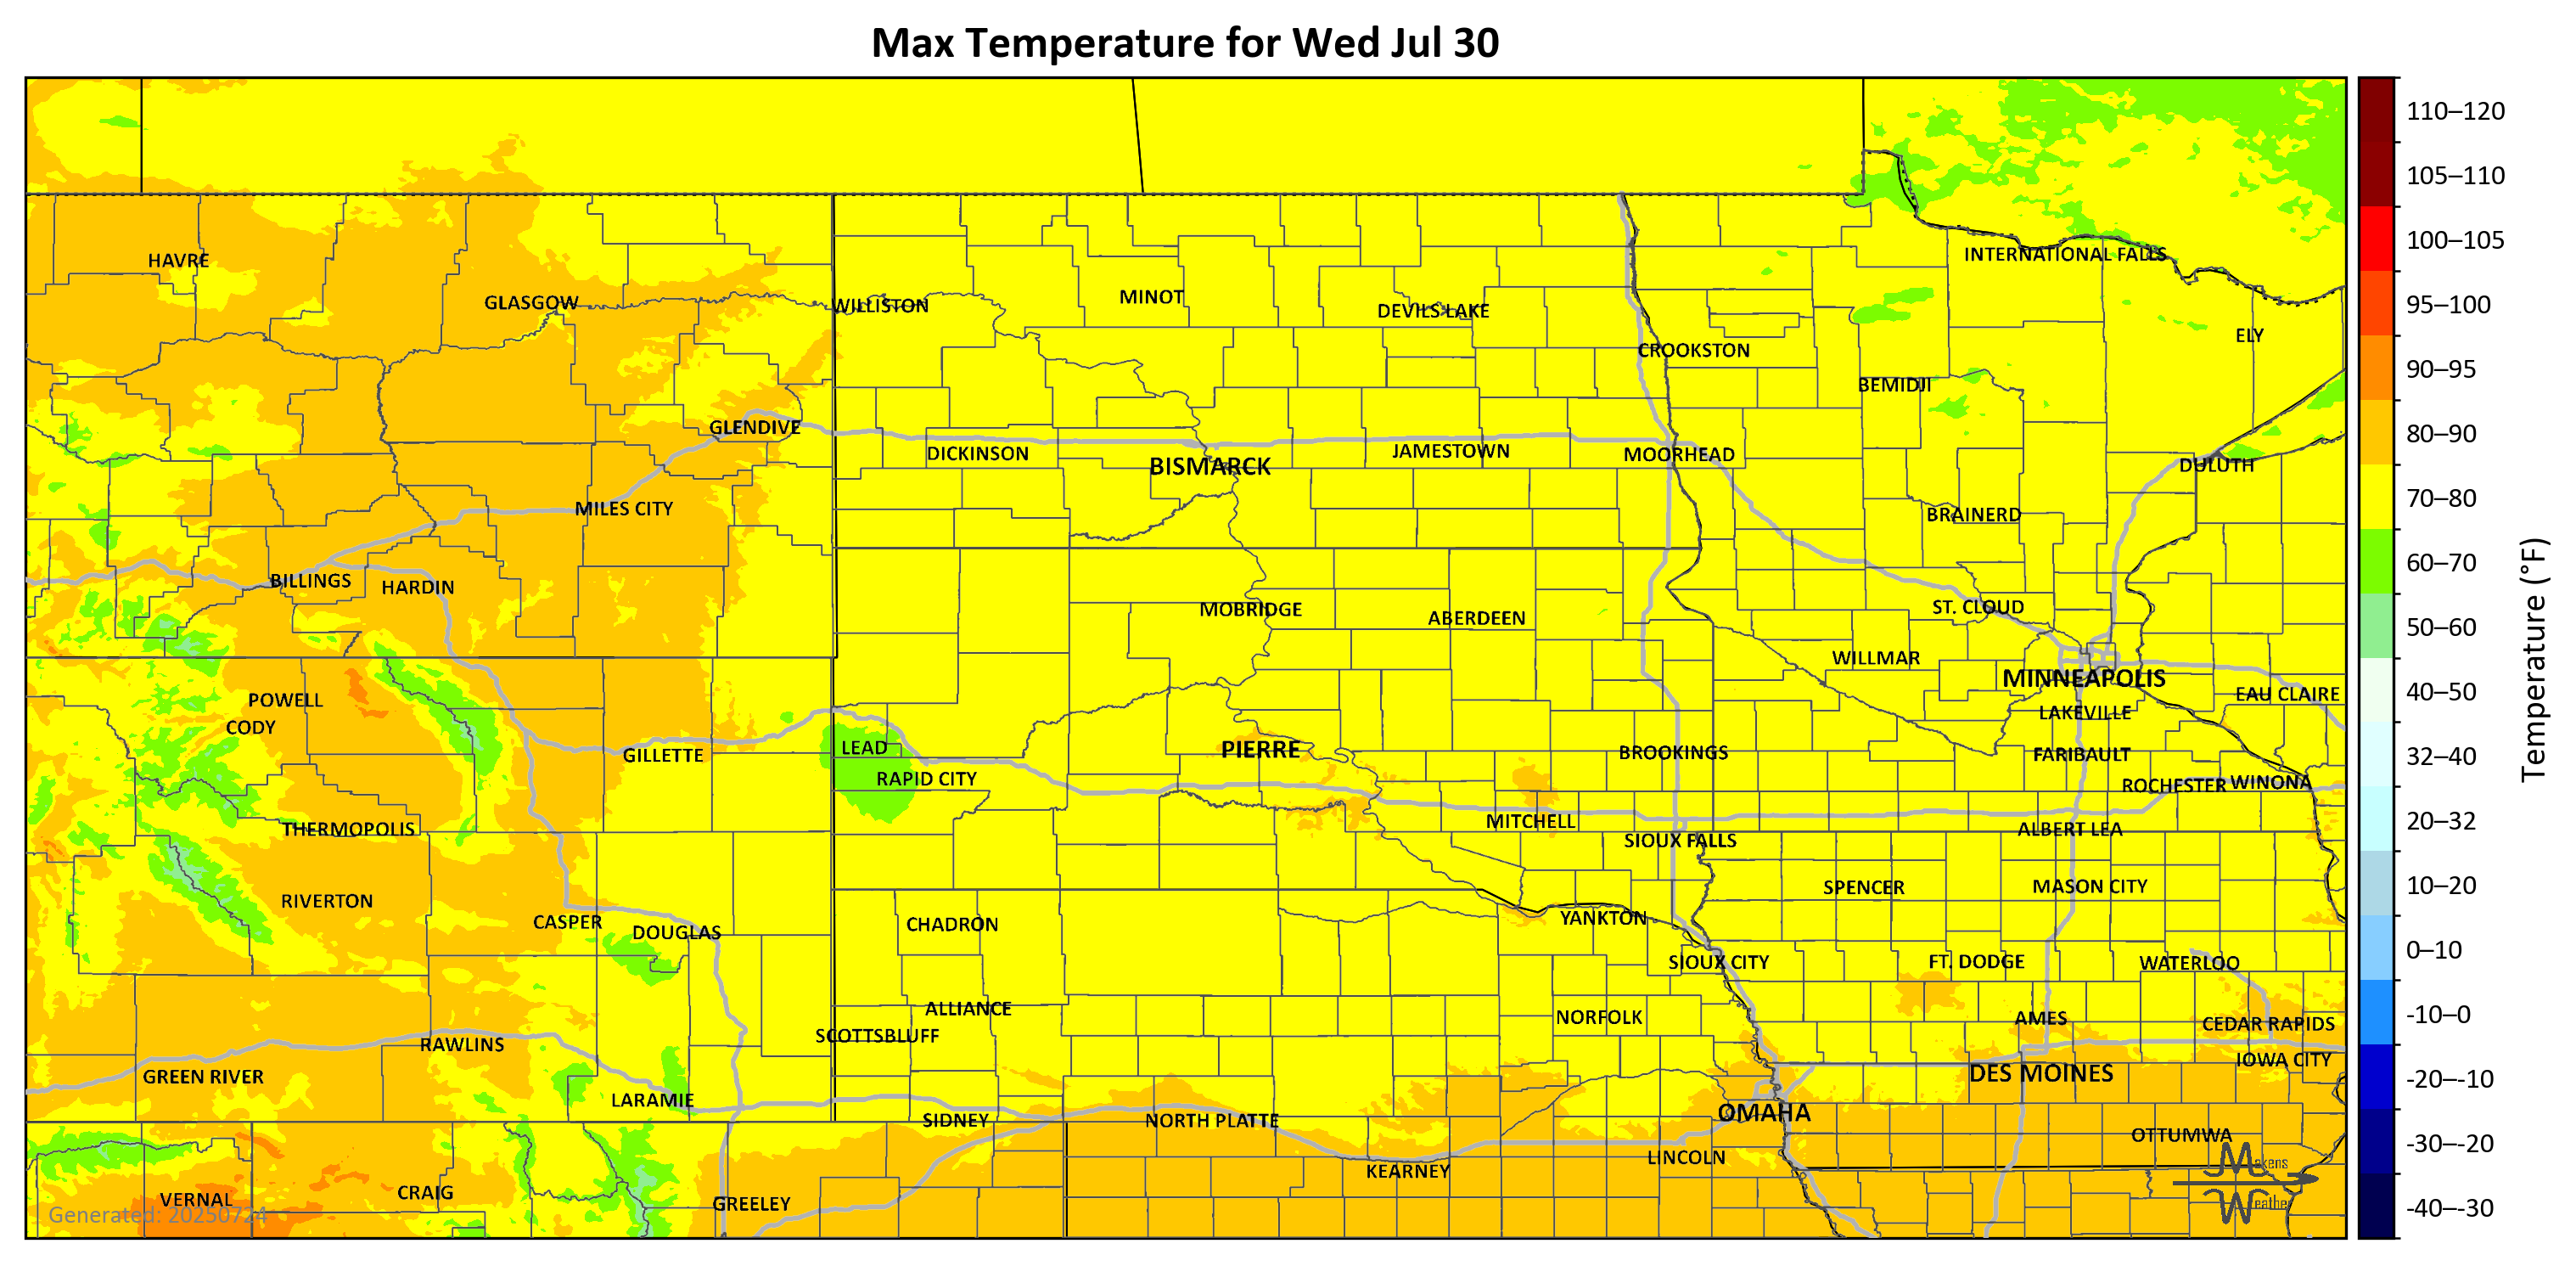 Max Temperature for Wed Jul 30
110–120
105–110
100–105
95–100
90–95
80–90
70–80
60–70
50–60
40–50
32–40
20–32
10–20
0–10
-10–0
-20–-10
-30–-20
-40–-30
Temperature (°F)
HAVRE
GLASGOW
WILLISTON
MINOT
DEVILS LAKE
INTERNATIONAL FALLS
ELY
CROOKSTON
BEMIDJI
GLENDIVE
DICKINSON
BISMARCK
JAMESTOWN
MOORHEAD
DULUTH
MILES CITY
BRAINERD
BILLINGS
HARDIN
MOBRIDGE
ABERDEEN
ST. CLOUD
WILLMAR
MINNEAPOLIS
EAU CLAIRE
POWELL
CODY
LAKEVILLE
GILLETTE
LEAD
PIERRE
BROOKINGS
FARIBAULT
RAPID CITY
ROCHESTER
WINONA
THERMOPOLIS
MITCHELL
SIOUX FALLS
ALBERT LEA
RIVERTON
SPENCER
MASON CITY
CASPER
DOUGLAS
CHADRON
YANKTON
SIOUX CITY
FT. DODGE
WATERLOO
ALLIANCE
NORFOLK
AMES
CEDAR RAPIDS
SCOTTSBLUFF
RAWLINS
IOWA CITY
GREEN RIVER
DES MOINES
LARAMIE
SIDNEY
NORTH PLATTE
OMAHA
OTTUMWA
KEARNEY
LINCOLN
VERNAL
CRAIG
GREELEY
Makens
Weather
Generated: 20250724